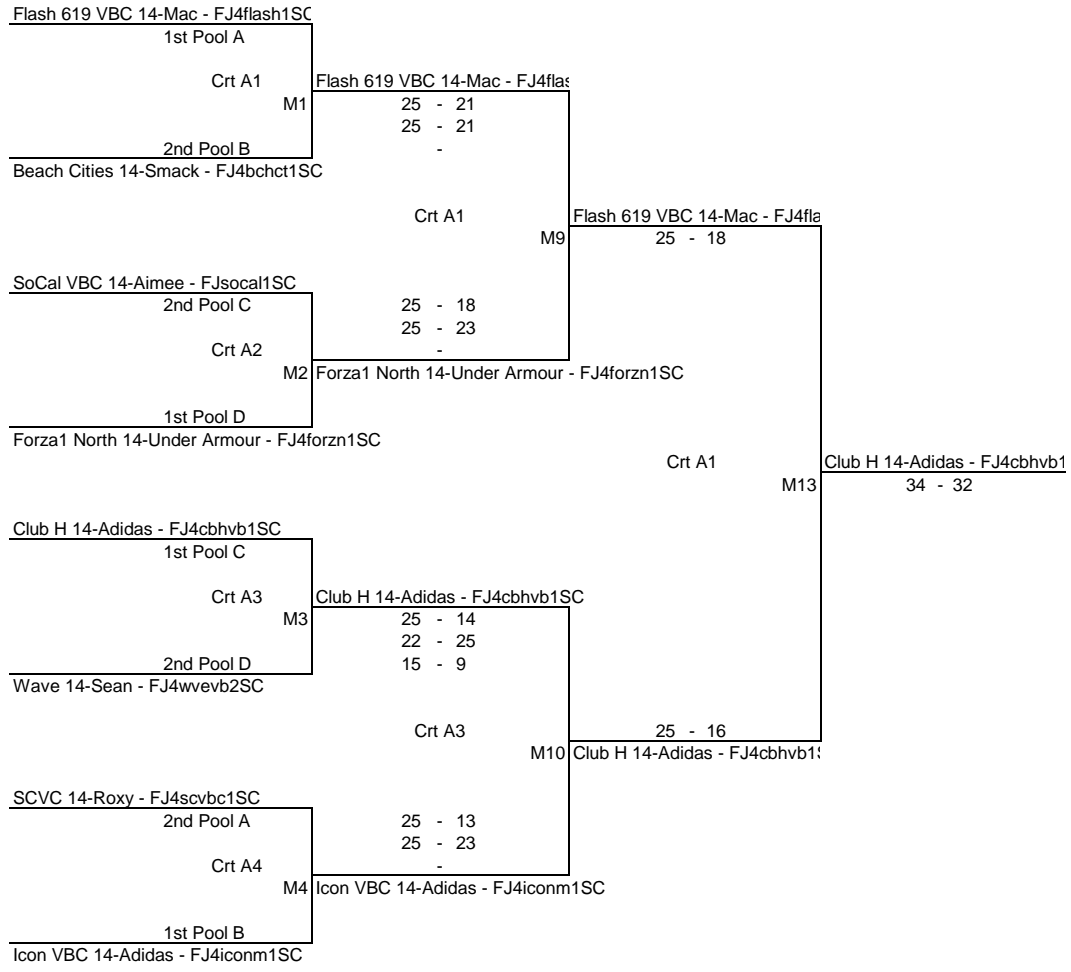 Flash 619 VBC 14-Mac - FJ4flash1SC
1st Pool A
Crt A1
Flash 619 VBC 14-Mac - FJ4flas
M1
25 - 21
25 - 21
-
2nd Pool B
Beach Cities 14-Smack - FJ4bchct1SC
Crt A1
Flash 619 VBC 14-Mac - FJ4fla
M9
25 - 18
SoCal VBC 14-Aimee - FJsocal1SC
2nd Pool C
25 - 18
25 - 23
Crt A2
-
M2
Forza1 North 14-Under Armour - FJ4forzn1SC
1st Pool D
Forza1 North 14-Under Armour - FJ4forzn1SC
Crt A1
Club H 14-Adidas - FJ4cbhvb1
M13
34 - 32
Club H 14-Adidas - FJ4cbhvb1SC
1st Pool C
Crt A3
Club H 14-Adidas - FJ4cbhvb1SC
M3
25 - 14
22 - 25
15 - 9
2nd Pool D
Wave 14-Sean - FJ4wvevb2SC
Crt A3
25 - 16
M10
Club H 14-Adidas - FJ4cbhvb1S
SCVC 14-Roxy - FJ4scvbc1SC
2nd Pool A
25 - 13
25 - 23
Crt A4
-
M4
Icon VBC 14-Adidas - FJ4iconm1SC
1st Pool B
Icon VBC 14-Adidas - FJ4iconm1SC